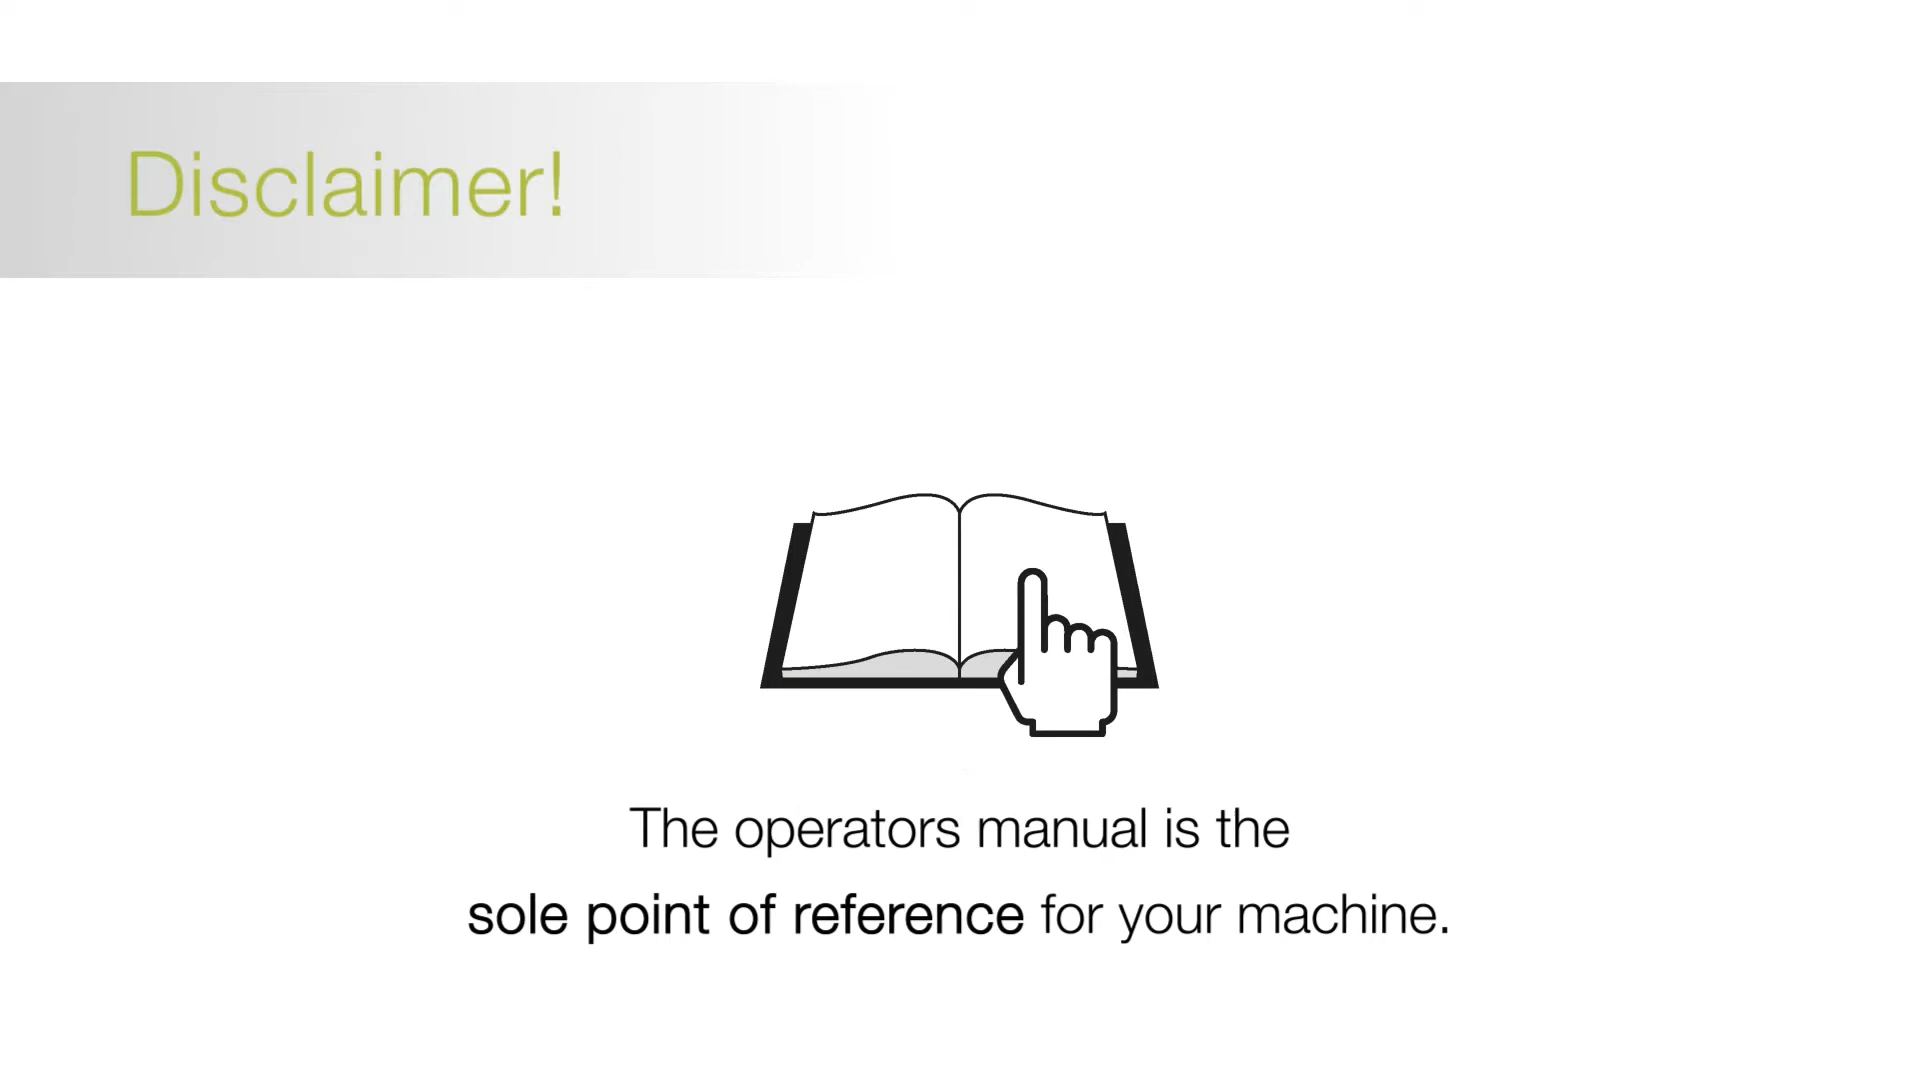 Disclaimer!
The operators manual is the
sole point of reference for your machine.